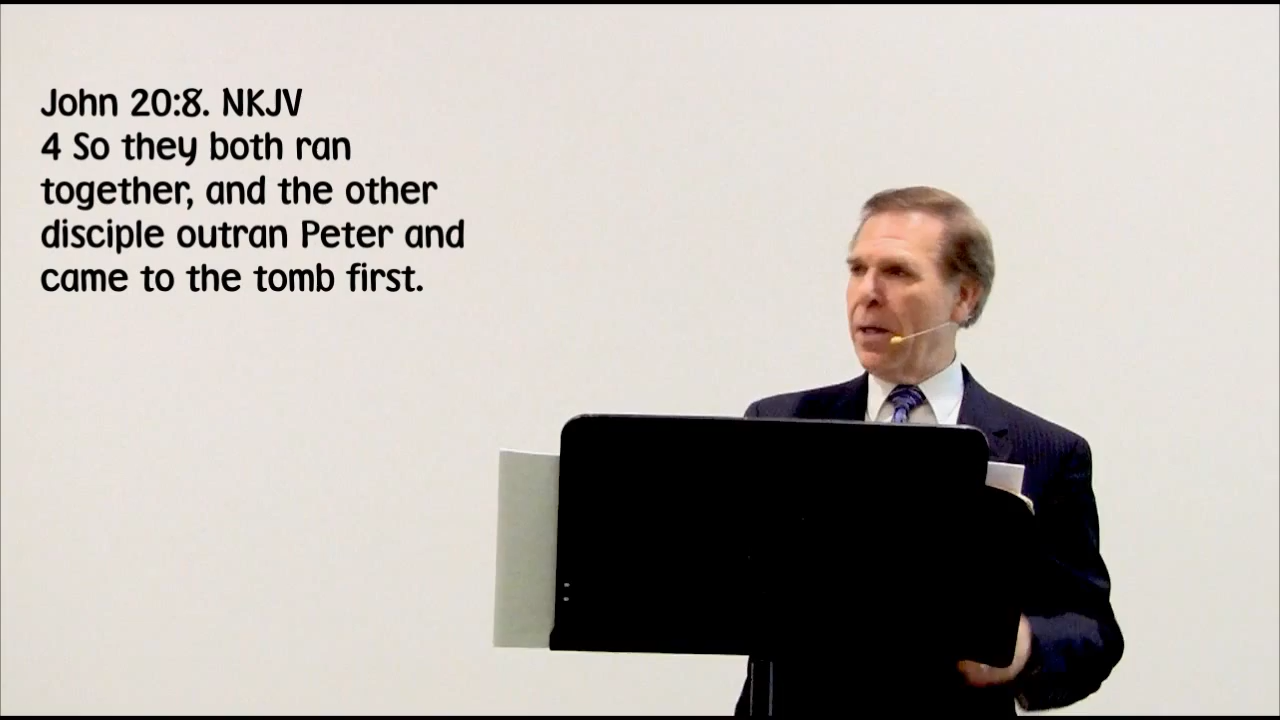 John 20:8. NKJV
4 So they both ran
together, and the other
disciple outran Peter and
came to the tomb first.